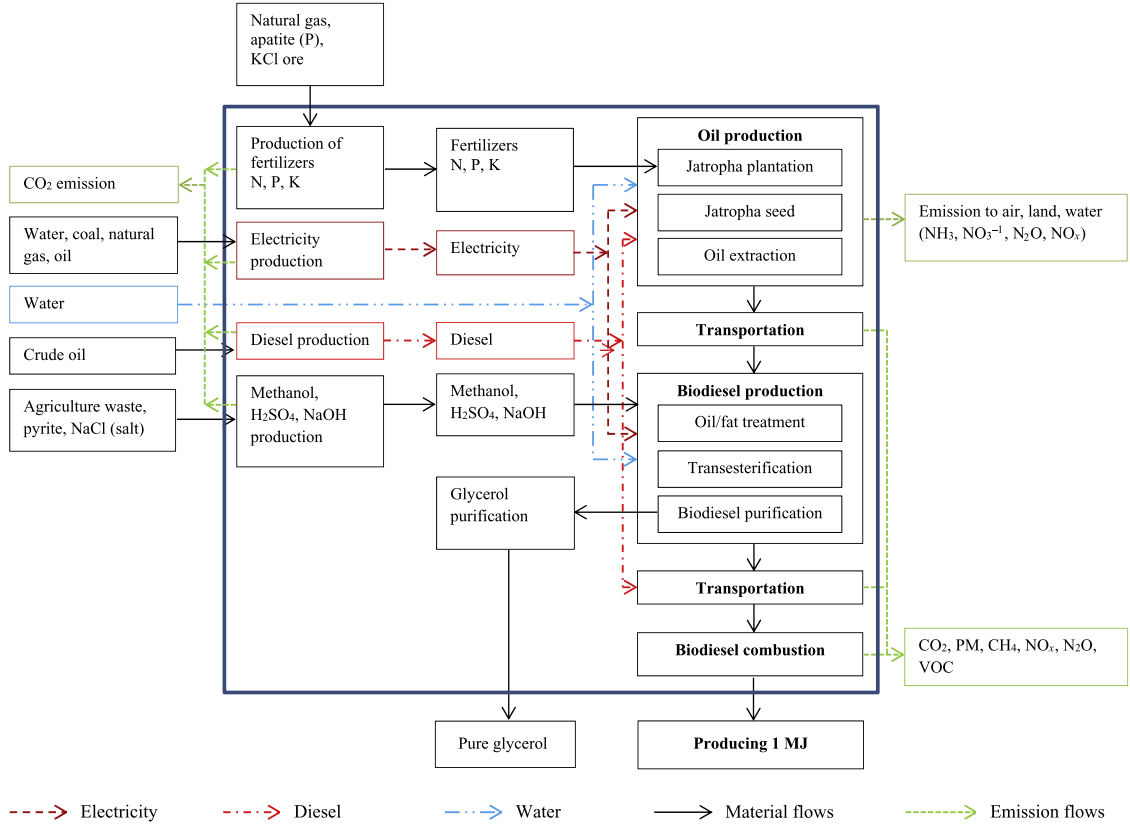 Natural gas,
apatite (P),
KCl ore
Production of
fertilizers
N, P, K
Fertilizers
N, P, K
Oil production
Jatropha plantation
Jatropha seed
Oil extraction
CO₂ emission
Water, coal, natural
gas, oil
Electricity
production
Electricity
Emission to air, land, water
(NH3, NO₃⁻¹, N₂O, NOₓ)
Water
Transportation
Crude oil
Diesel production
Diesel
Agriculture waste,
pyrite, NaCl (salt)
Methanol,
H₂SO₄, NaOH
production
Methanol,
H₂SO₄, NaOH
Biodiesel production
Oil/fat treatment
Transesterification
Biodiesel purification
Glycerol
purification
Transportation
Biodiesel combustion
CO₂, PM, CH₄, NOₓ, N₂O,
VOC
Pure glycerol
Producing 1 MJ
Electricity
Diesel
Water
Material flows
Emission flows